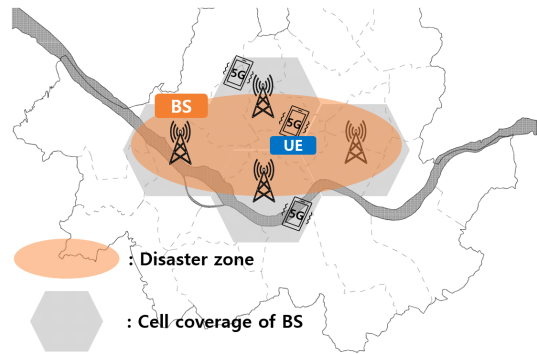 5G
BS
5G
UE
5G
: Disaster zone
: Cell coverage of BS